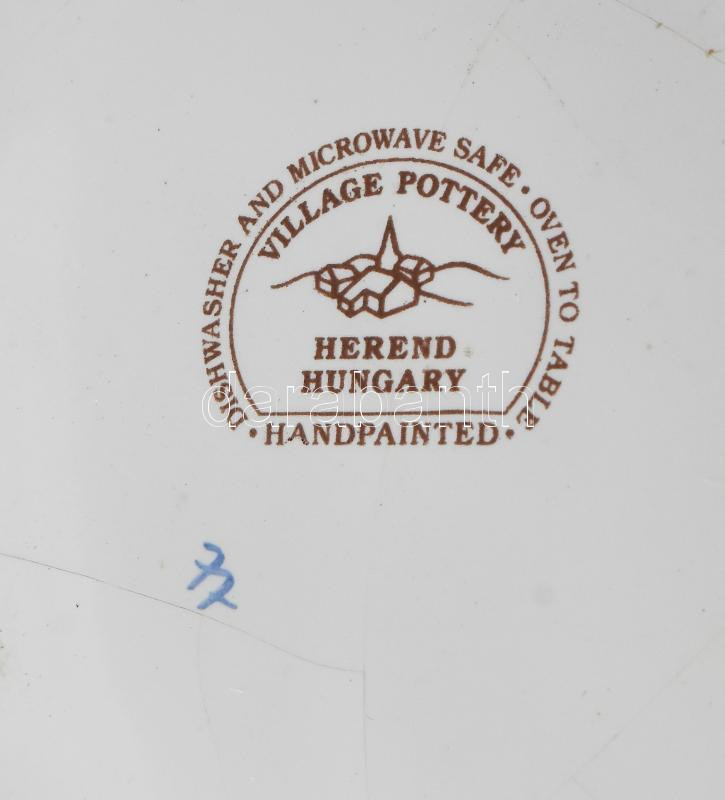 DISHWASHER AND MICROWAVE SAFE · OVEN TO TABLE
VILLAGE POTTERY
HEREND
HUNGARY
darabanth
· HANDPAINTED ·